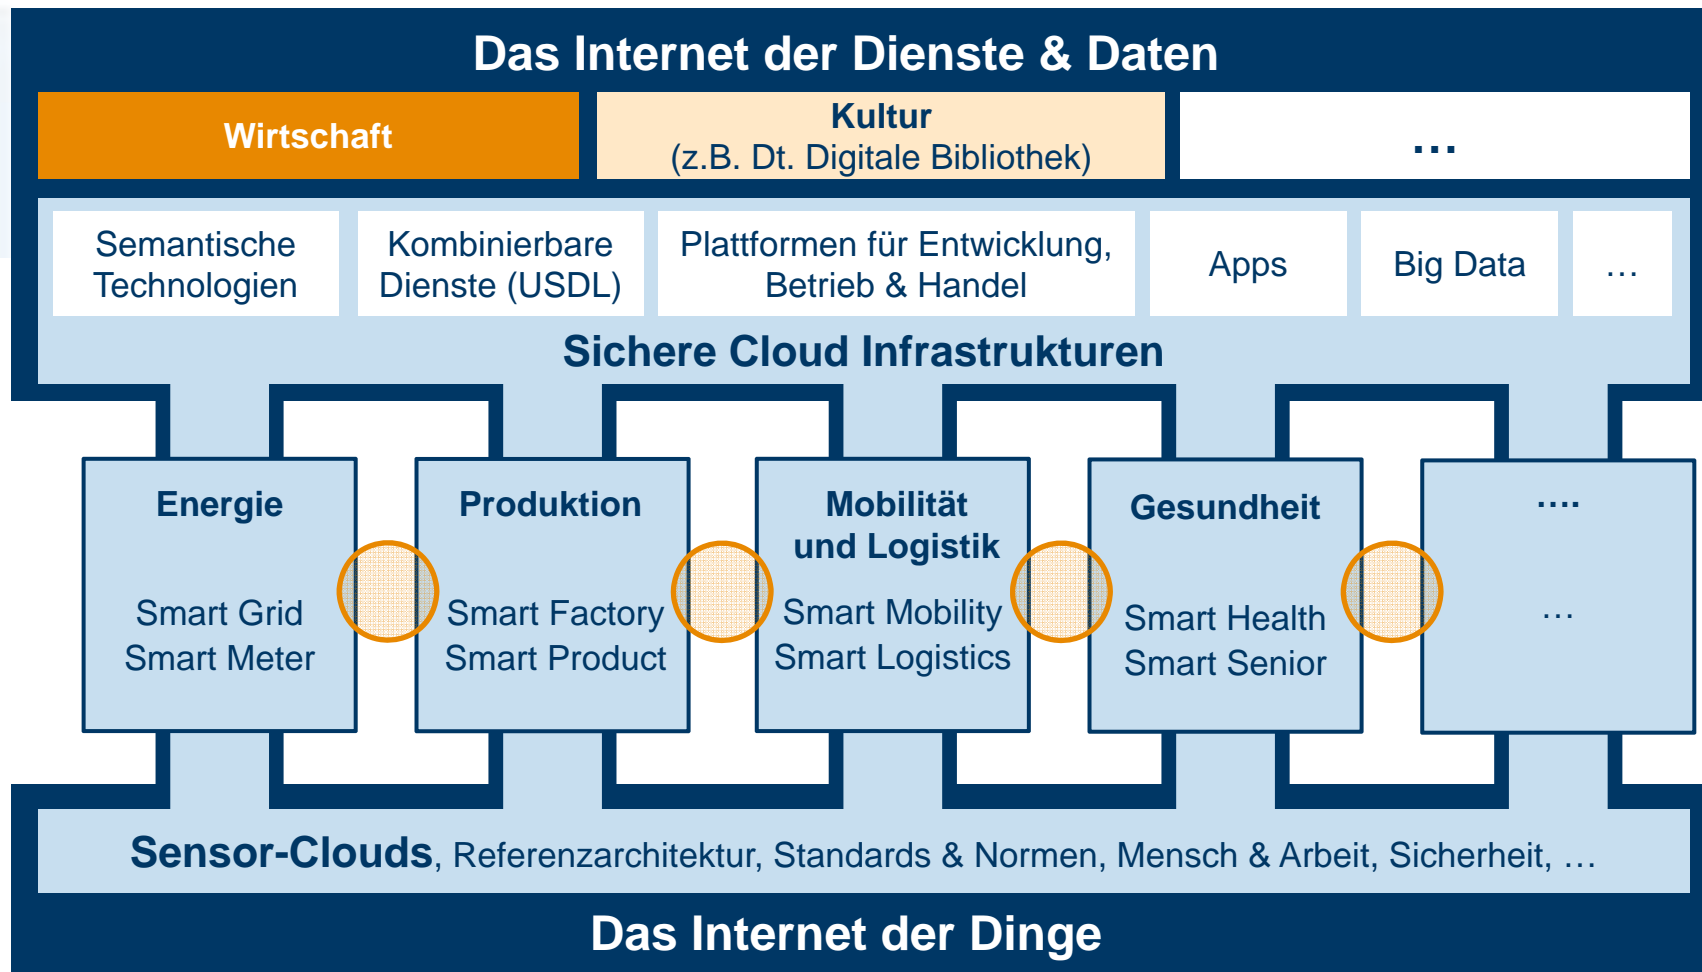 Das Internet der Dienste & Daten
Wirtschaft
Kultur
(z.B. Dt. Digitale Bibliothek)
…
Semantische
Technologien
Kombinierbare
Dienste (USDL)
Plattformen für Entwicklung,
Betrieb & Handel
Apps
Big Data
…
Sichere Cloud Infrastrukturen
Energie
Smart Grid
Smart Meter
Produktion
Smart Factory
Smart Product
Mobilität
und Logistik
Smart Mobility
Smart Logistics
Gesundheit
Smart Health
Smart Senior
….
…
Sensor-Clouds, Referenzarchitektur, Standards & Normen, Mensch & Arbeit, Sicherheit, …
Das Internet der Dinge